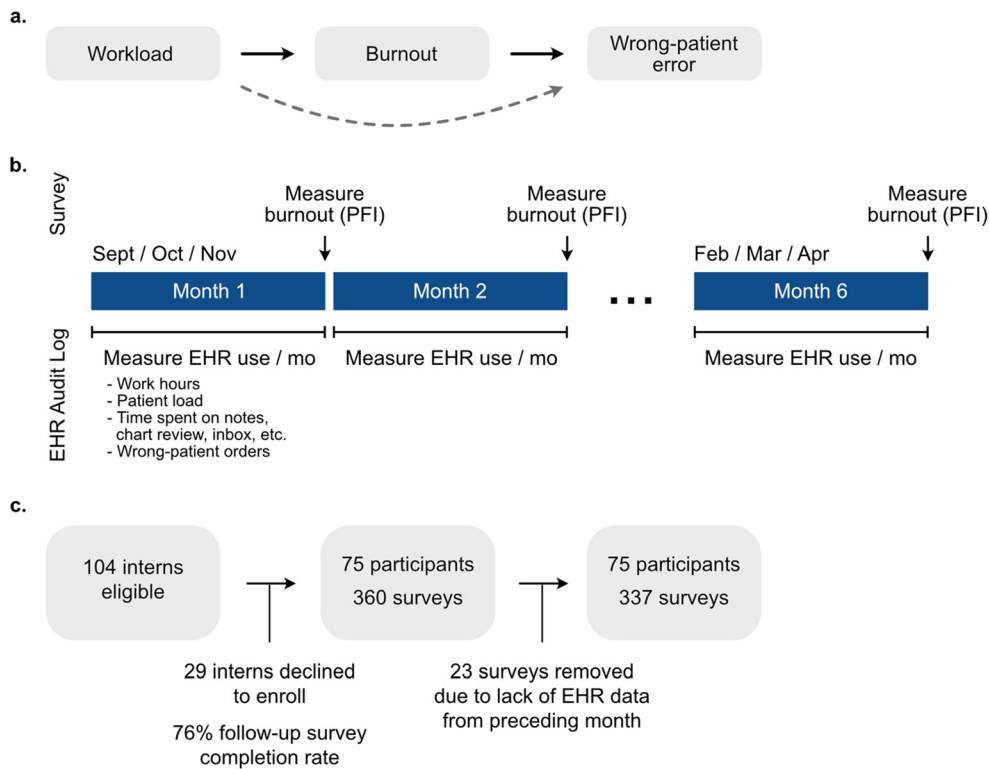 a.
Workload
Burnout
Wrong-patient
error
b.
Survey
Measure
burnout (PFI)
Measure
burnout (PFI)
Measure
burnout (PFI)
Sept / Oct / Nov
Feb / Mar / Apr
Month 1
Month 2
...
Month 6
EHR Audit Log
Measure EHR use / mo
Measure EHR use / mo
Measure EHR use / mo
- Work hours
- Patient load
- Time spent on notes,
chart review, inbox, etc.
- Wrong-patient orders
c.
104 interns
eligible
75 participants
360 surveys
75 participants
337 surveys
29 interns declined
to enroll
76% follow-up survey
completion rate
23 surveys removed
due to lack of EHR data
from preceding month